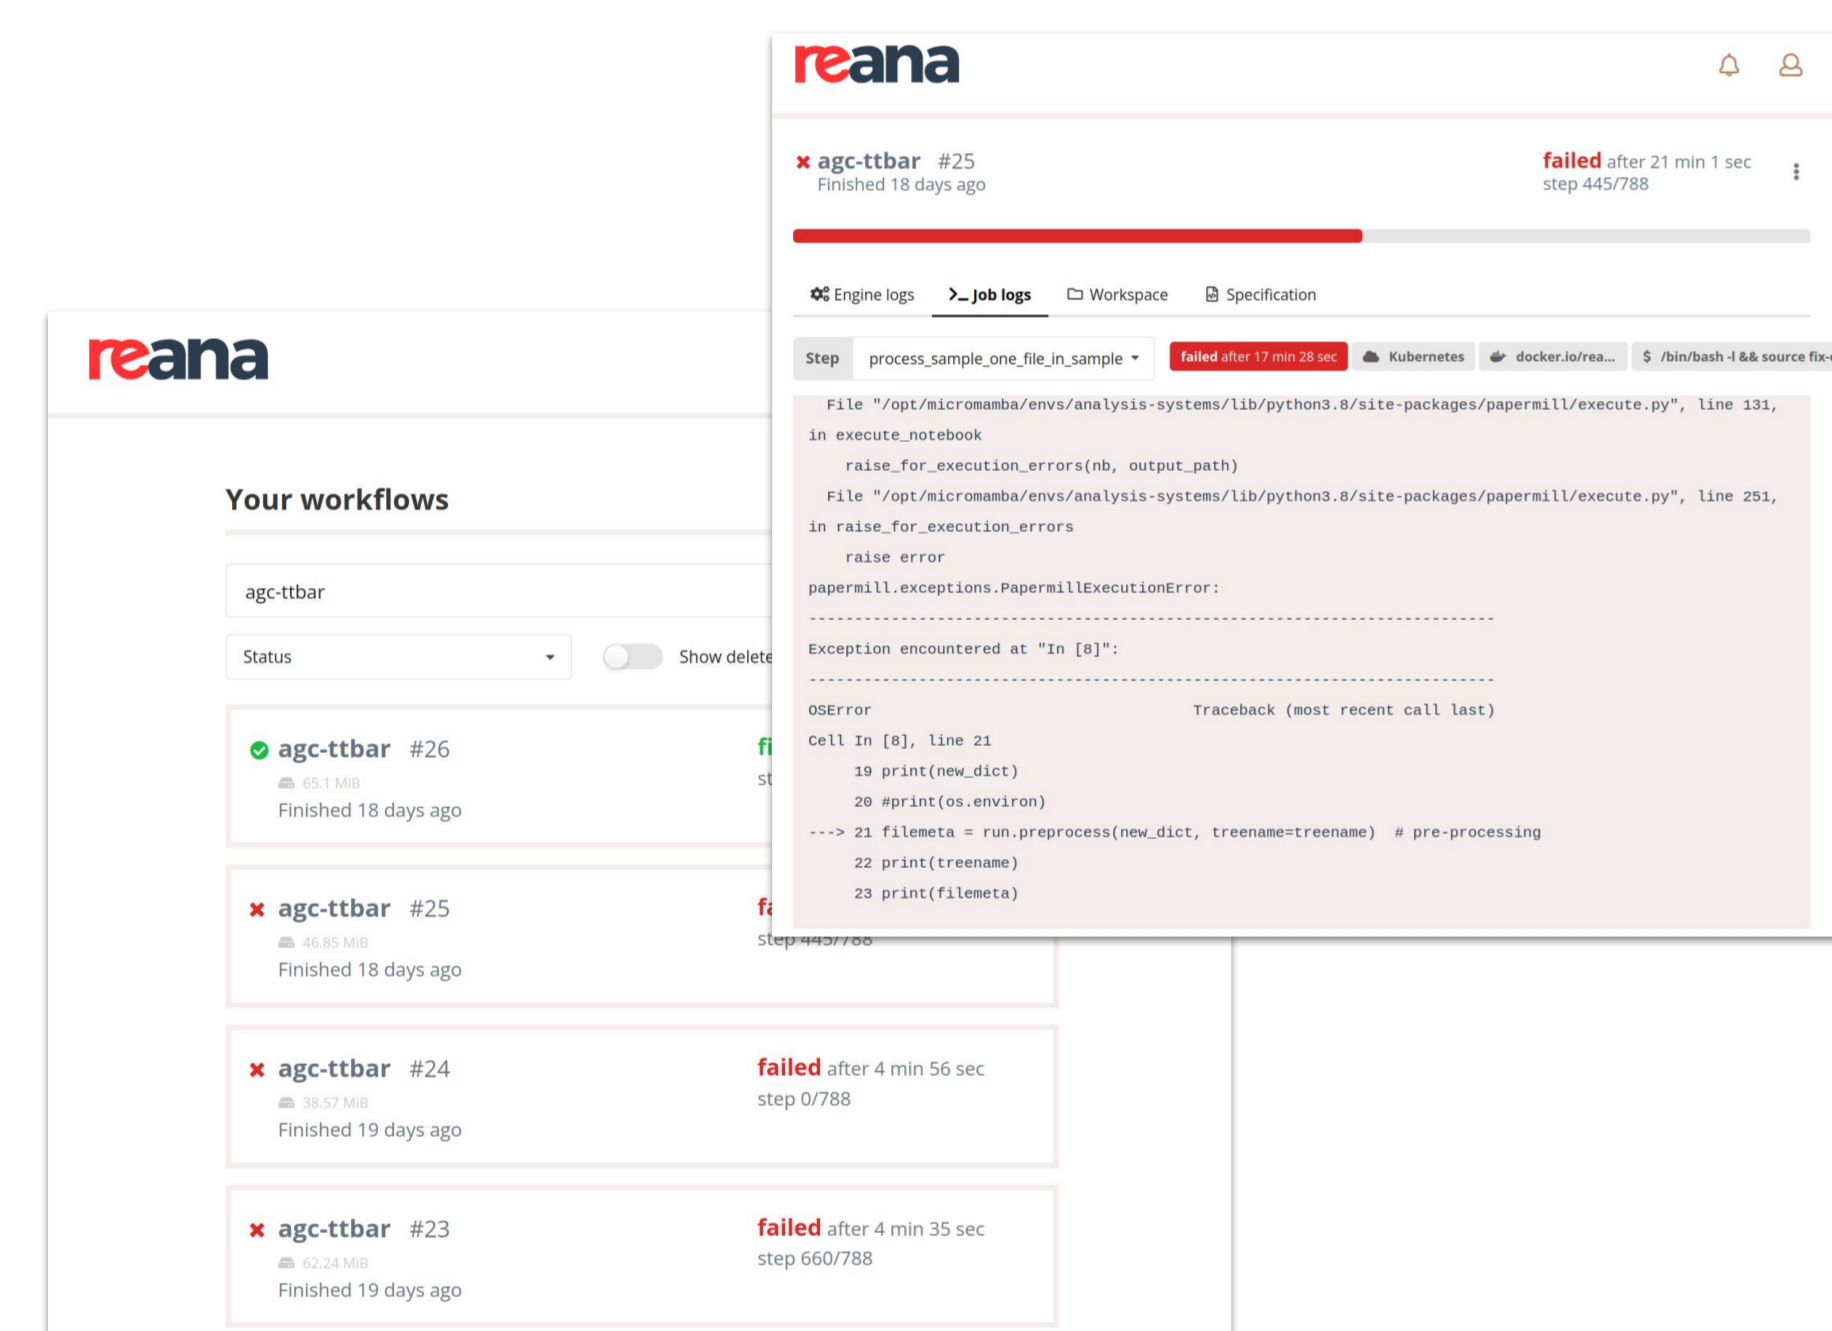 reana
agc-ttbar #25
Finished 18 days ago
failed after 21 min 1 sec
step 445/788
Engine logs
Job logs
Workspace
Specification
Step process_sample_one_file_in_sample
failed after 17 min 28 sec
Kubernetes
docker.io/rea...
$ /bin/bash -l && source fix-
File "/opt/micromamba/envs/analysis-systems/lib/python3.8/site-packages/papermill/execute.py", line 131,
in execute_notebook
raise_for_execution_errors(nb, output_path)
File "/opt/micromamba/envs/analysis-systems/lib/python3.8/site-packages/papermill/execute.py", line 251,
in raise_for_execution_errors
raise error
papermill.exceptions.PapermillExecutionError:
---------------------------------------------------------------------------
Exception encountered at "In [8]":
---------------------------------------------------------------------------
OSError Traceback (most recent call last)
Cell In [8], line 21
19 print(new_dict)
20 #print(os.environ)
---> 21 filemeta = run.preprocess(new_dict, treename=treename) # pre-processing
22 print(treename)
23 print(filemeta)
reana
Your workflows
agc-ttbar
Status
Show delete
agc-ttbar #26
65.1 MiB
Finished 18 days ago
fi
st
agc-ttbar #25
46.85 MiB
Finished 18 days ago
fa
step 445/788
agc-ttbar #24
38.57 MiB
Finished 19 days ago
failed after 4 min 56 sec
step 0/788
agc-ttbar #23
62.24 MiB
Finished 19 days ago
failed after 4 min 35 sec
step 660/788